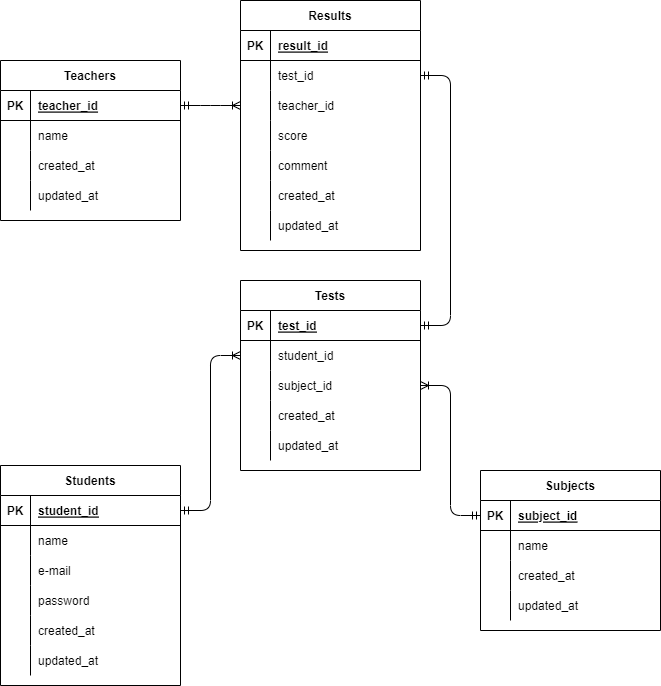 Results
PK result_id
test_id
teacher_id
score
comment
created_at
updated_at
Teachers
PK teacher_id
name
created_at
updated_at
Tests
PK test_id
student_id
subject_id
created_at
updated_at
Students
PK student_id
name
e-mail
password
created_at
updated_at
Subjects
PK subject_id
name
created_at
updated_at